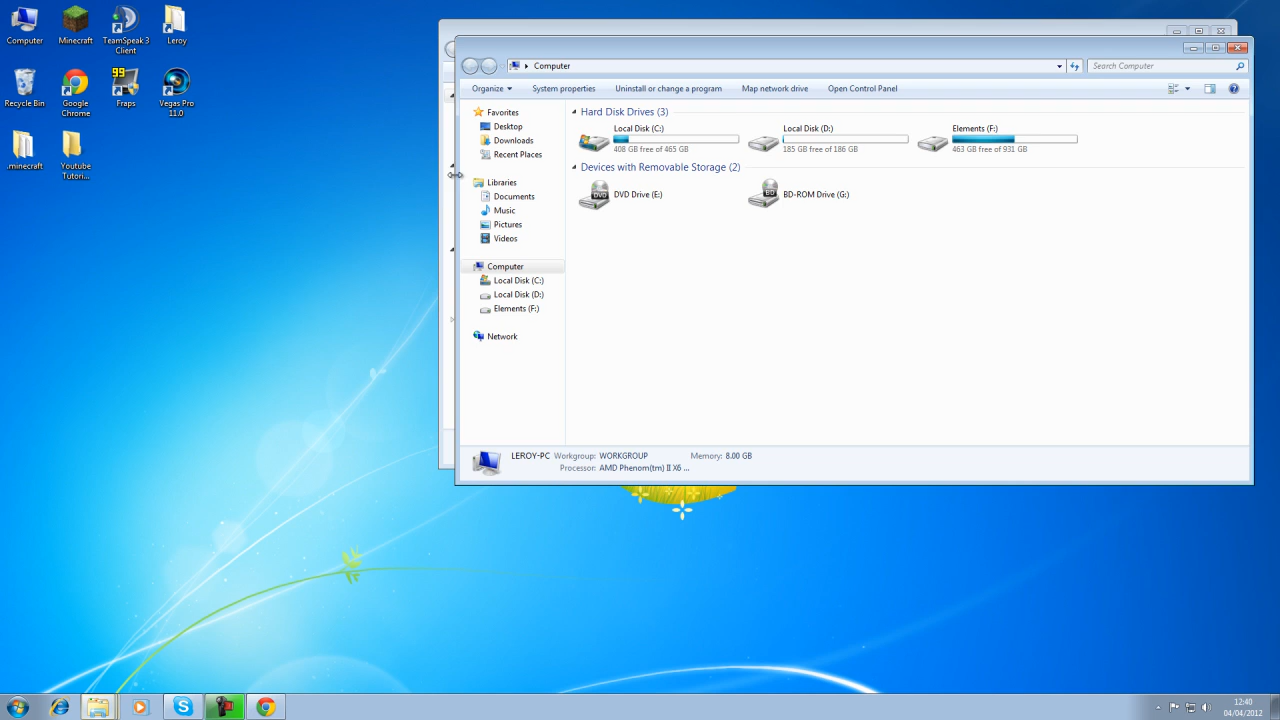 Computer
Minecraft
TeamSpeak 3
Client
Leroy
Recycle Bin
Google
Chrome
99
Fraps
Vegas Pro
11.0
.minecraft
Youtube
Tutori...
Computer
Search Computer
Organize
System properties
Uninstall or change a program
Map network drive
Open Control Panel
Favorites
Desktop
Downloads
Recent Places
Libraries
Documents
Music
Pictures
Videos
Computer
Local Disk (C:)
Local Disk (D:)
Elements (F:)
Network
Hard Disk Drives (3)
Local Disk (C:)
408 GB free of 465 GB
Local Disk (D:)
185 GB free of 186 GB
Elements (F:)
463 GB free of 931 GB
Devices with Removable Storage (2)
DVD
DVD Drive (E:)
BD
BD-ROM Drive (G:)
LEROY-PC Workgroup: WORKGROUP Memory: 8.00 GB
Processor: AMD Phenom(tm) II X6 ...
12:40
04/04/2012